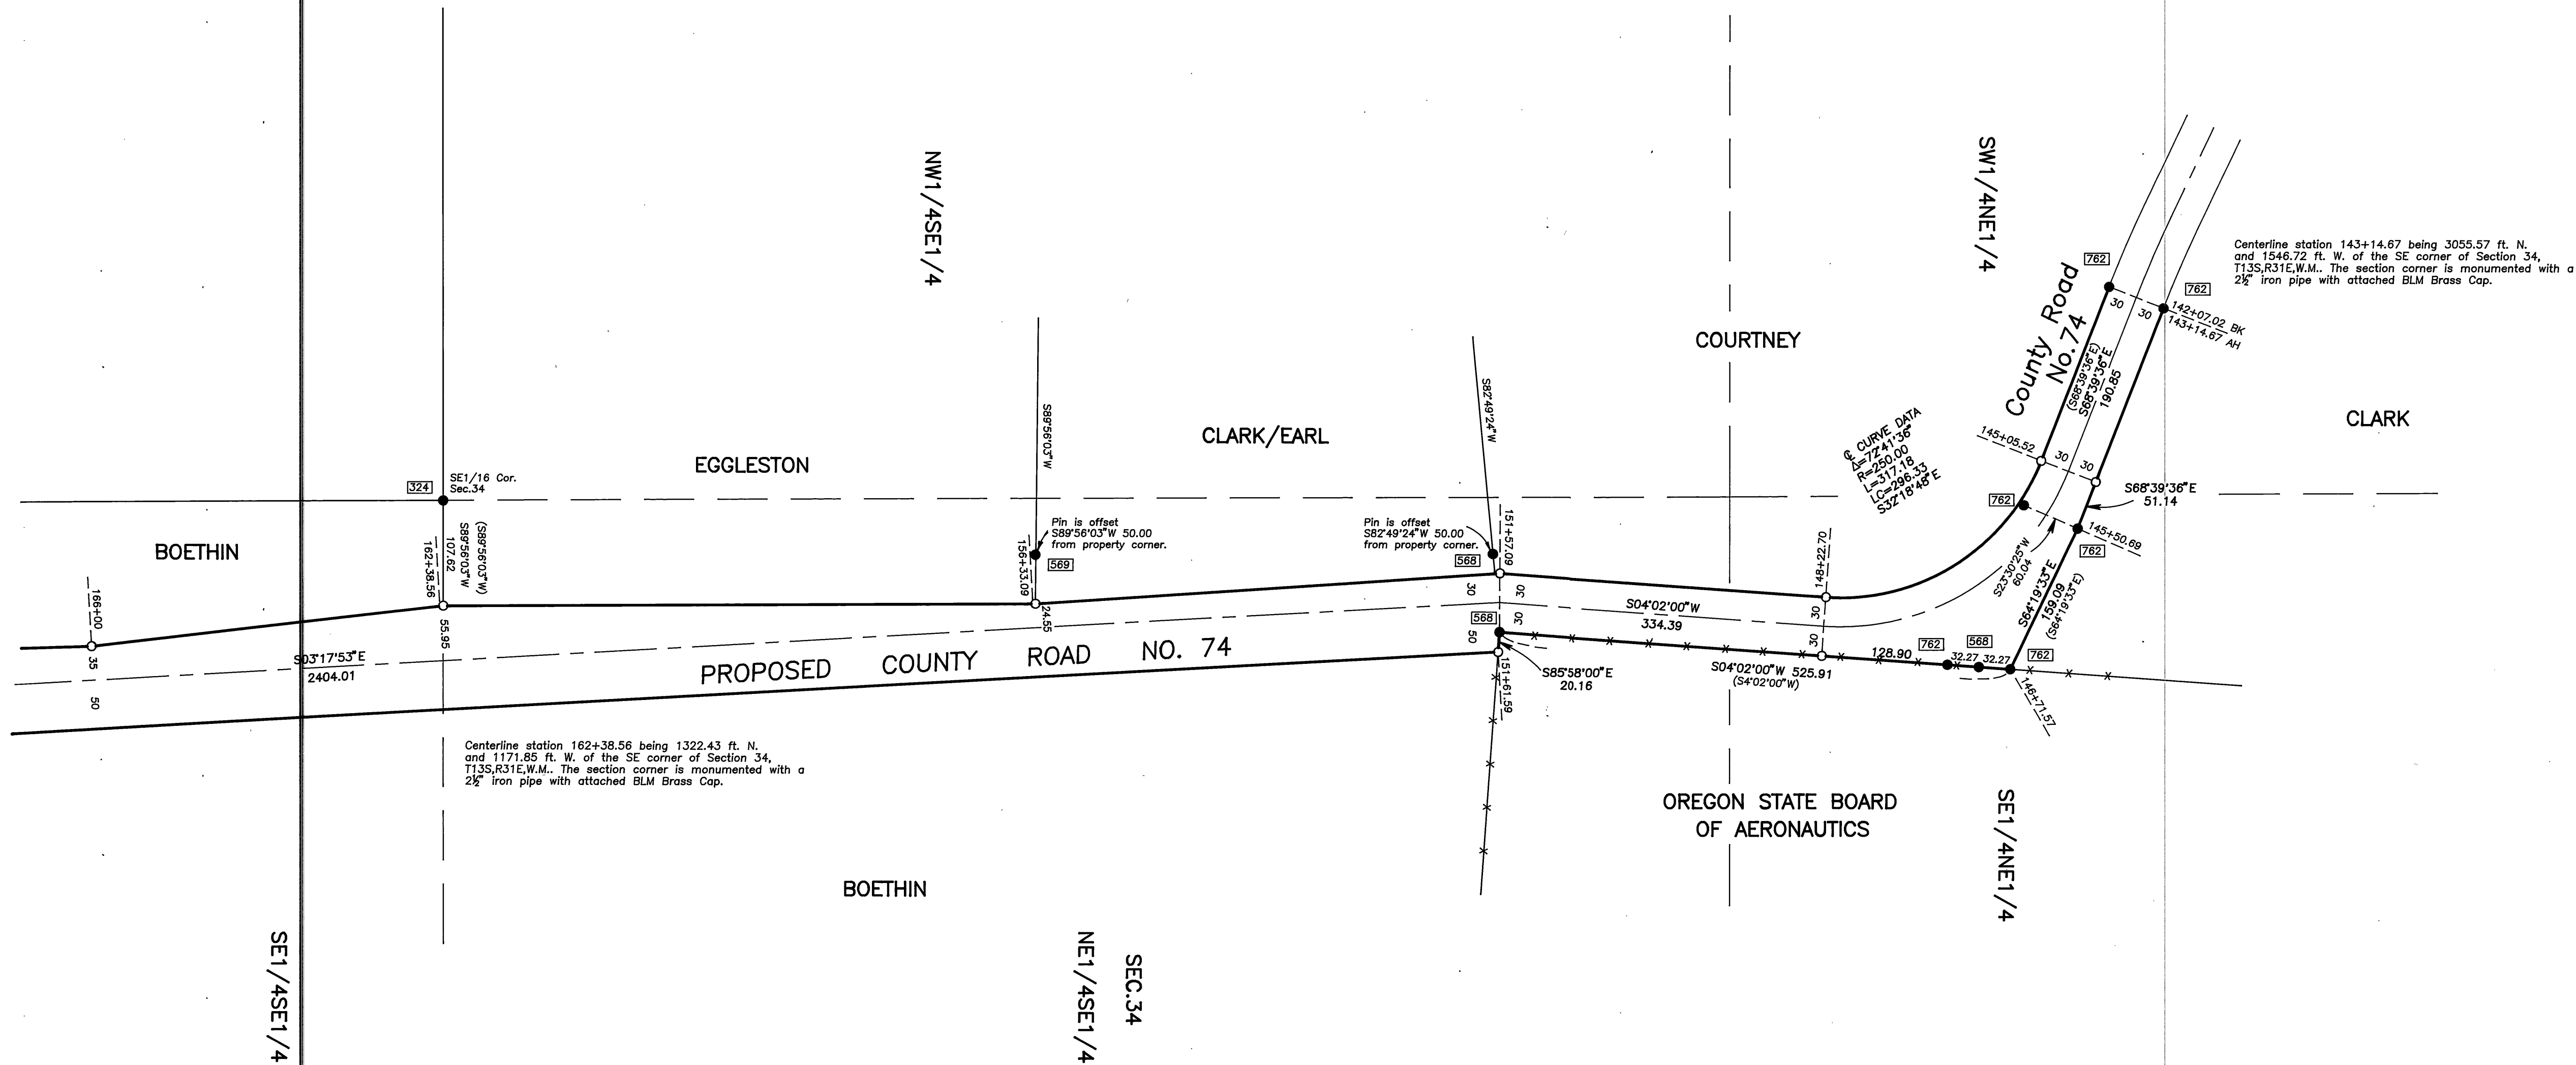 NW1/4SE1/4
SW1/4NE1/4
COURTNEY
CLARK/EARL
EGGLESTON
CLARK
BOETHIN
324
SE1/16 Cor.
Sec.34
(S89°56'03"W)
S89°56'03"W
107.62
162+38.56
55.95
166+00
35
50
S03°17'53"E
2404.01
PROPOSED COUNTY ROAD NO. 74
Centerline station 162+38.56 being 1322.43 ft. N.
and 1171.85 ft. W. of the SE corner of Section 34,
T13S,R31E,W.M.. The section corner is monumented with a
2½" iron pipe with attached BLM Brass Cap.
S89°56'03"W
Pin is offset
S89°56'03"W 50.00
from property corner.
569
156+33.09
24.55
S82°49'24"W
Pin is offset
S82°49'24"W 50.00
from property corner.
568
151+57.09
30
30
30
568
50
151+61.59
S85°58'00"E
20.16
S04°02'00"W
334.39
148+22.70
30
30
S04°02'00"W 525.91
(S4°02'00"W)
128.90
762
568
32.27
32.27
762
146+71.57
℄ CURVE DATA
Δ=72°41'36"
R=250.00
L=317.18
LC=296.33
S32°18'48"E
County Road
No.74
762
762
30
30
142+07.02 BK
143+14.67 AH
(S68°39'36"E)
S68°39'36"E
190.85
145+05.52
30
30
762
S68°39'36"E
51.14
145+50.69
762
S23°30'25"W
60.04
S64°19'33"E
159.09
(S64°19'33"E)
Centerline station 143+14.67 being 3055.57 ft. N.
and 1546.72 ft. W. of the SE corner of Section 34,
T13S,R31E,W.M.. The section corner is monumented with a
2½" iron pipe with attached BLM Brass Cap.
OREGON STATE BOARD
OF AERONAUTICS
BOETHIN
SE1/4SE1/4
NE1/4SE1/4
SEC.34
SE1/4NE1/4